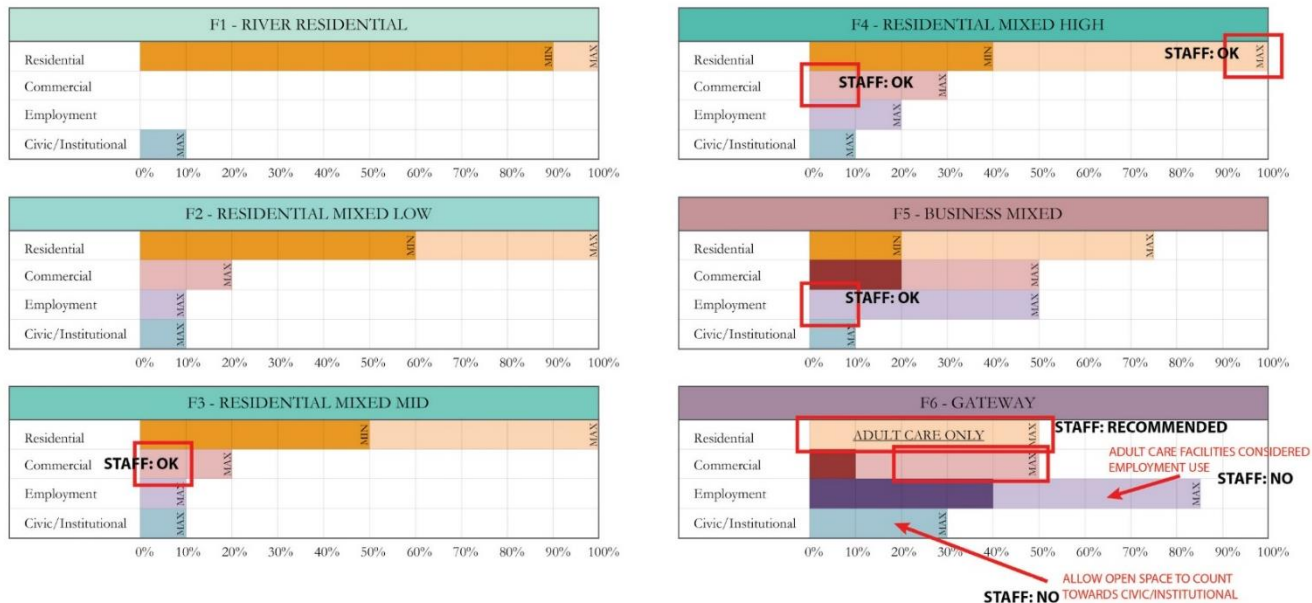 F1 - RIVER RESIDENTIAL
Residential
MIN
MAX
Commercial
Employment
Civic/Institutional
MAX
0% 10% 20% 30% 40% 50% 60% 70% 80% 90% 100%
F2 - RESIDENTIAL MIXED LOW
Residential
MIN
MAX
Commercial
MAX
Employment
MAX
Civic/Institutional
MAX
0% 10% 20% 30% 40% 50% 60% 70% 80% 90% 100%
F3 - RESIDENTIAL MIXED MID
Residential
MIN
MAX
Commercial
STAFF: OK
MAX
Employment
MAX
Civic/Institutional
MAX
0% 10% 20% 30% 40% 50% 60% 70% 80% 90% 100%
F4 - RESIDENTIAL MIXED HIGH
Residential
MIN
STAFF: OK
MAX
Commercial
STAFF: OK
MAX
Employment
MAX
Civic/Institutional
MAX
0% 10% 20% 30% 40% 50% 60% 70% 80% 90% 100%
F5 - BUSINESS MIXED
Residential
MIN
MAX
Commercial
MAX
Employment
STAFF: OK
MAX
Civic/Institutional
MAX
0% 10% 20% 30% 40% 50% 60% 70% 80% 90% 100%
F6 - GATEWAY
Residential
ADULT CARE ONLY
MAX
STAFF: RECOMMENDED
Commercial
MAX
ADULT CARE FACILITIES CONSIDERED
EMPLOYMENT USE
STAFF: NO
Employment
MAX
Civic/Institutional
MAX
0% 10% 20% 30% 40% 50% 60% 70% 80% 90% 100%
ALLOW OPEN SPACE TO COUNT
TOWARDS CIVIC/INSTITUTIONAL
STAFF: NO